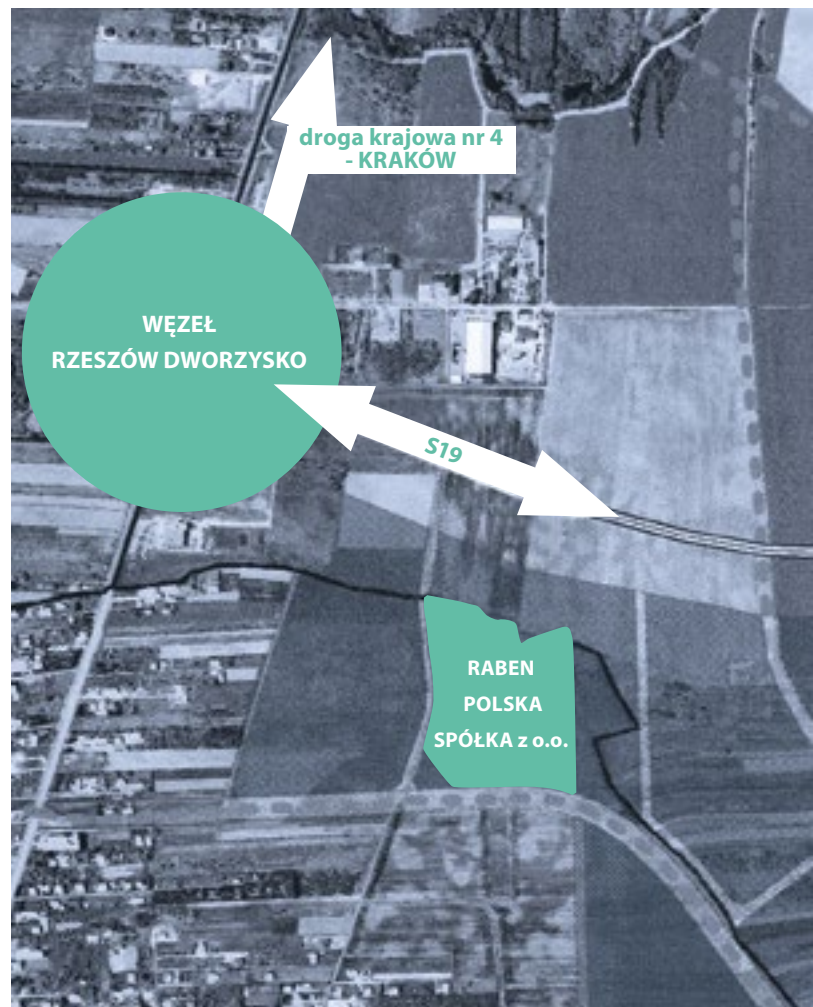 droga krajowa nr 4
- KRAKÓW
WĘZEŁ
RZESZÓW DWORZYSKO
S19
RABEN
POLSKA
SPÓŁKA z o.o.